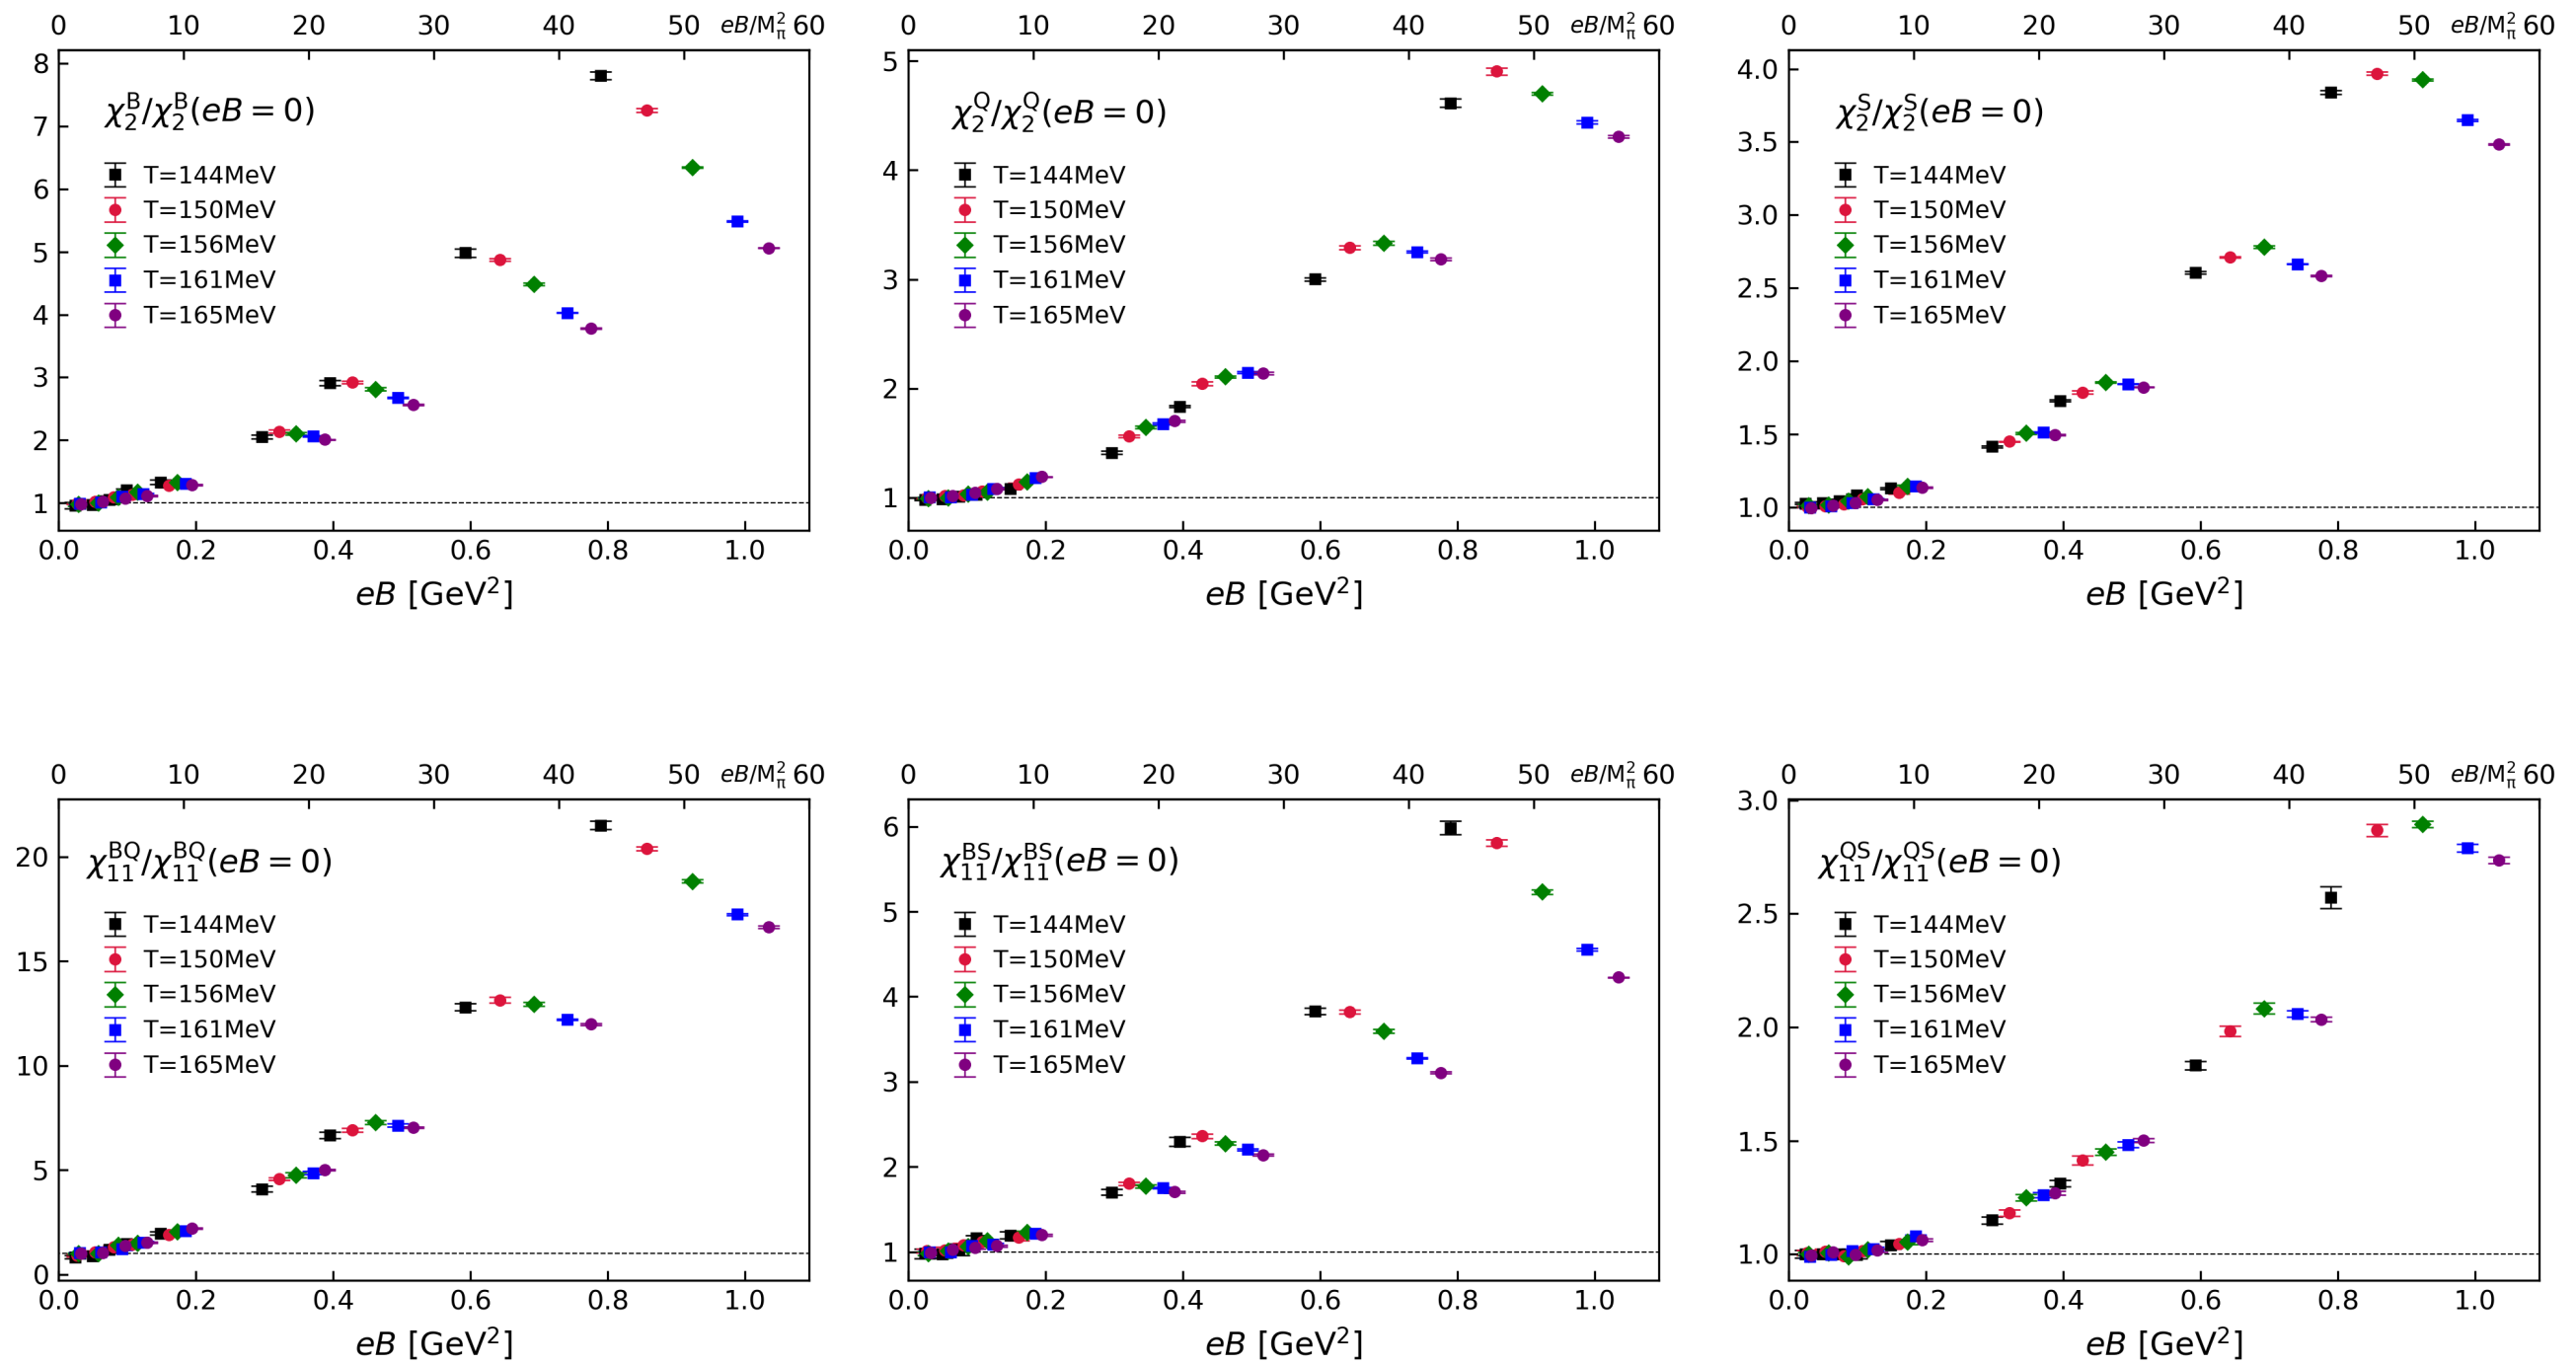 0 10 20 30 40 50 eB/M²π 60
8
7
6
5
4
3
2
1
χ₂ᴮ/χ₂ᴮ(eB = 0)
T=144MeV
T=150MeV
T=156MeV
T=161MeV
T=165MeV
0.0 0.2 0.4 0.6 0.8 1.0
eB [GeV²]
0 10 20 30 40 50 eB/M²π 60
5
4
3
2
1
χ₂Q/χ₂Q(eB = 0)
T=144MeV
T=150MeV
T=156MeV
T=161MeV
T=165MeV
0.0 0.2 0.4 0.6 0.8 1.0
eB [GeV²]
0 10 20 30 40 50 eB/M²π 60
4.0
3.5
3.0
2.5
2.0
1.5
1.0
χ₂S/χ₂S(eB = 0)
T=144MeV
T=150MeV
T=156MeV
T=161MeV
T=165MeV
0.0 0.2 0.4 0.6 0.8 1.0
eB [GeV²]
0 10 20 30 40 50 eB/M²π 60
20
15
10
5
0
χ₁₁BQ/χ₁₁BQ(eB = 0)
T=144MeV
T=150MeV
T=156MeV
T=161MeV
T=165MeV
0.0 0.2 0.4 0.6 0.8 1.0
eB [GeV²]
0 10 20 30 40 50 eB/M²π 60
6
5
4
3
2
1
χ₁₁BS/χ₁₁BS(eB = 0)
T=144MeV
T=150MeV
T=156MeV
T=161MeV
T=165MeV
0.0 0.2 0.4 0.6 0.8 1.0
eB [GeV²]
0 10 20 30 40 50 eB/M²π 60
3.0
2.5
2.0
1.5
1.0
χ₁₁QS/χ₁₁QS(eB = 0)
T=144MeV
T=150MeV
T=156MeV
T=161MeV
T=165MeV
0.0 0.2 0.4 0.6 0.8 1.0
eB [GeV²]